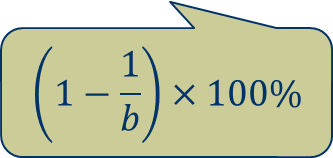 (1 − 1/b) × 100%